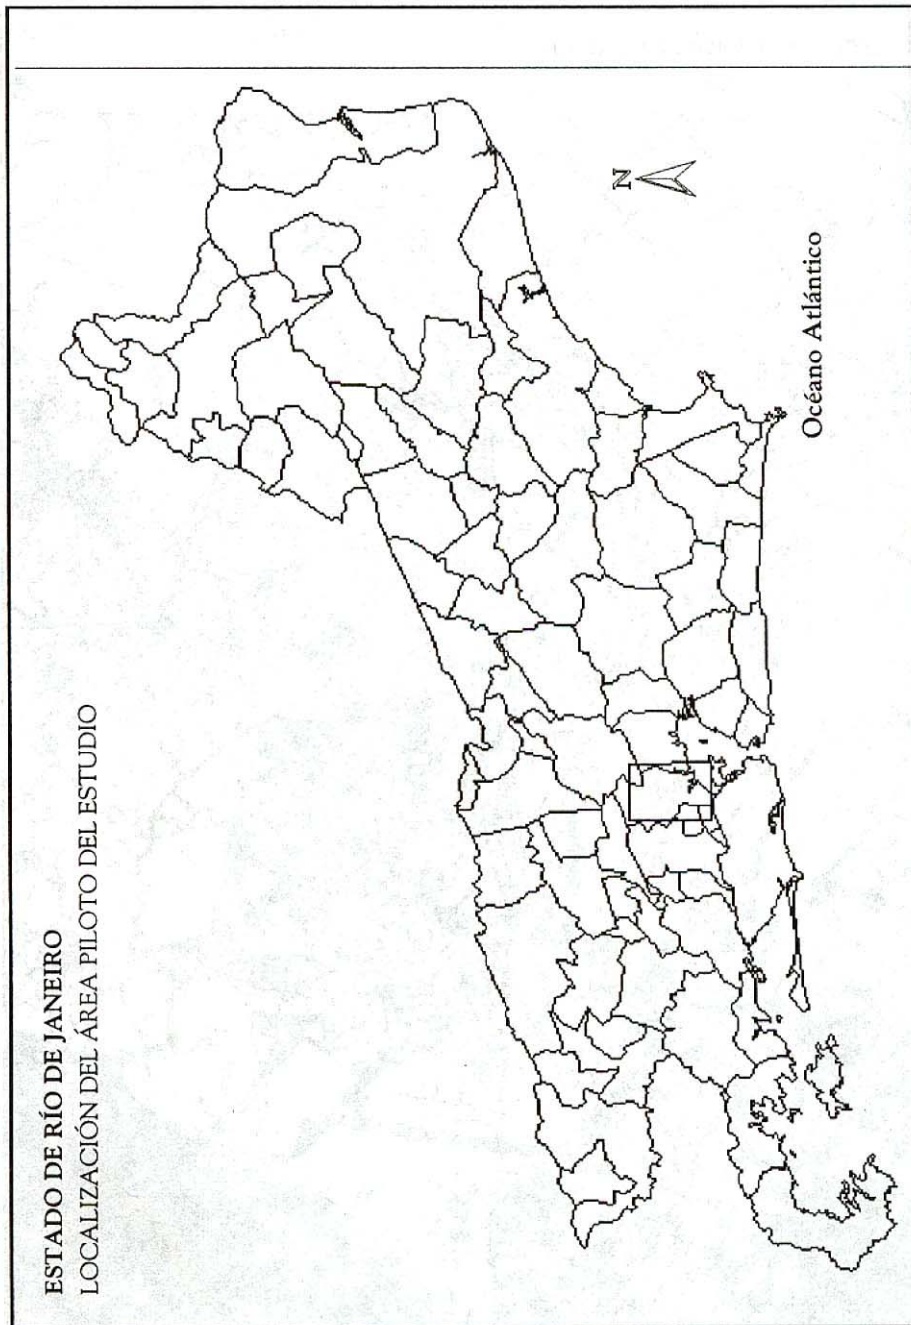 ESTADO DE RÍO DE JANEIRO
LOCALIZACIÓN DEL ÁREA PILOTO DEL ESTUDIO
N
Océano Atlántico